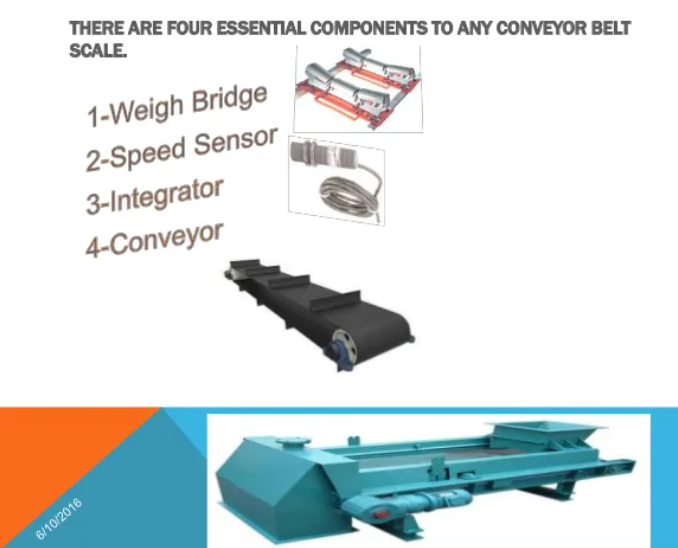 THERE ARE FOUR ESSENTIAL COMPONENTS TO ANY CONVEYOR BELT
SCALE.
1-Weigh Bridge
2-Speed Sensor
3-Integrator
4-Conveyor
6/10/2016